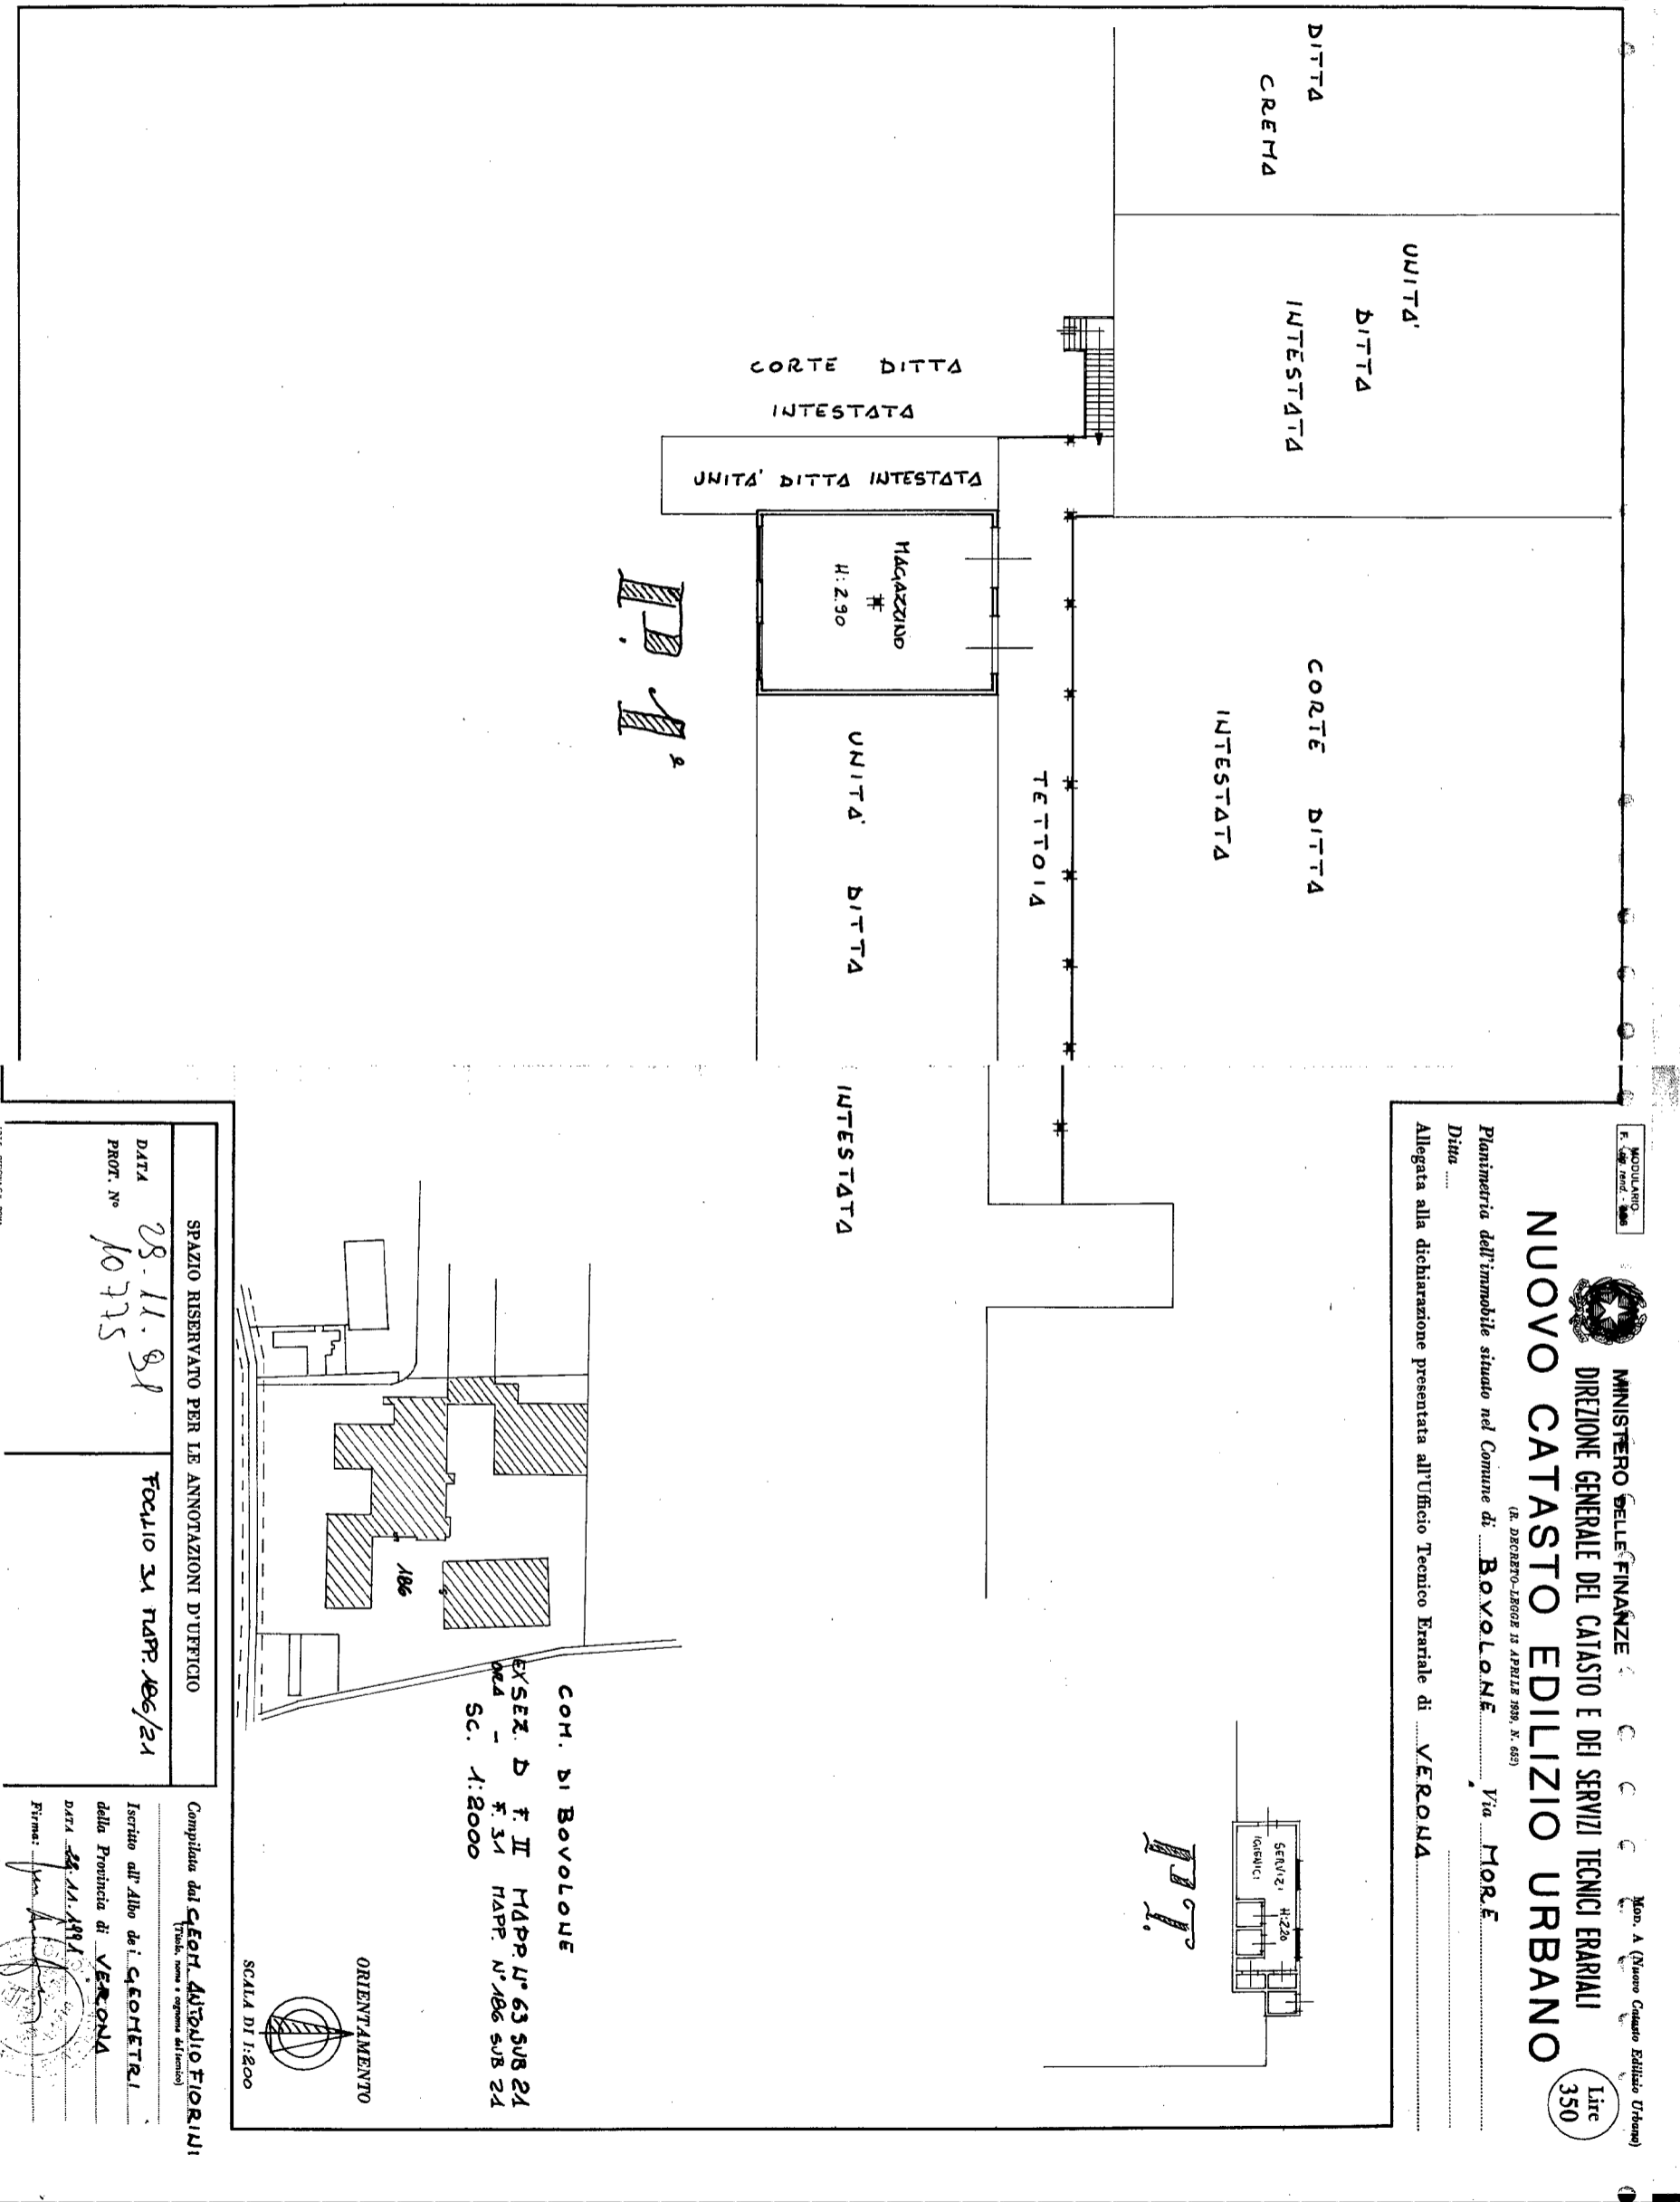 MODULARIO
MINISTERO DELLE FINANZE
Mod. A (Nuovo Catasto Edilizio Urbano)
DIREZIONE GENERALE DEL CATASTO E DEI SERVIZI TECNICI ERARIALI
NUOVO CATASTO EDILIZIO URBANO
Lire
350
(R. DECRETO-LEGGE 13 APRILE 1939, N. 652)
Planimetria dell'immobile situato nel Comune di BOVOLONE Via MORE
Ditta
Allegata alla dichiarazione presentata all'Ufficio Tecnico Erariale di VERONA
DITTA
CREMA
UNITA'
DITTA
INTESTATA
CORTE DITTA
INTESTATA
TETTOIA
CORTE DITTA
INTESTATA
UNITA' DITTA INTESTATA
MAGAZZINO
H: 2.90
UNITA' DITTA INTESTATA
P. 1°
SERVIZI H:2.20
IGIENICI
P.T.
186
COM. DI BOVOLONE
EX SEZ. D F. II MAPP. N° 63 SUB 21
ORA - F. 31 MAPP. N° 186 SUB 21
SC. 1:2000
ORIENTAMENTO
SCALA DI 1:200
SPAZIO RISERVATO PER LE ANNOTAZIONI D'UFFICIO
DATA 29.11.91
PROT. N° 10775
FOGLIO 31 MAPP. 186/21
Compilata dal GEOM. ANTONIO FIORINI
(Titolo, nome e cognome del tecnico)
Iscritto all'Albo dei GEOMETRI
della Provincia di VERONA
DATA 28.11.1991
Firma: